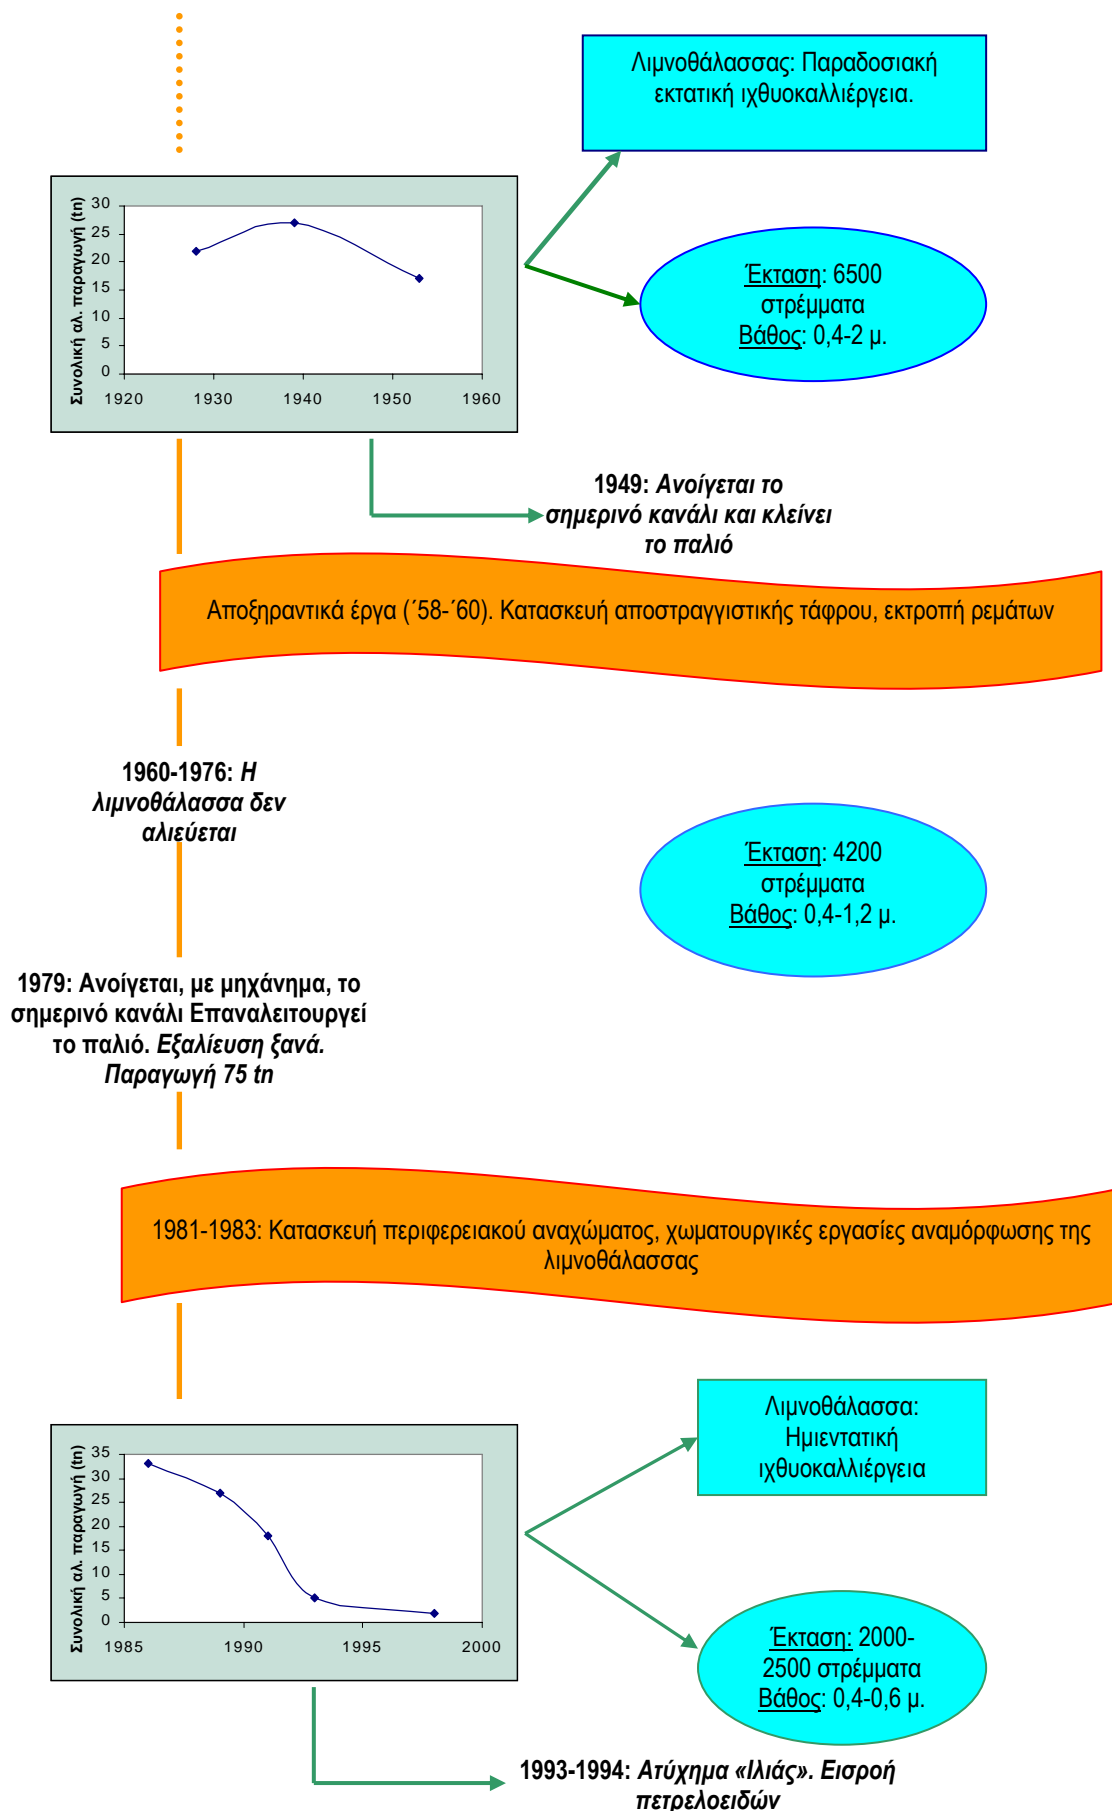 Λιμνοθάλασσας: Παραδοσιακή
εκτατική ιχθυοκαλλιέργεια.
Συνολική αλ. παραγωγή (tn)
30
25
20
15
10
5
0
1920 1930 1940 1950 1960
Έκταση: 6500
στρέμματα
Βάθος: 0,4-2 μ.
1949: Ανοίγεται το
σημερινό κανάλι και κλείνει
το παλιό
Αποξηραντικά έργα (΄58-΄60). Κατασκευή αποστραγγιστικής τάφρου, εκτροπή ρεμάτων
1960-1976: Η
λιμνοθάλασσα δεν
αλιεύεται
Έκταση: 4200
στρέμματα
Βάθος: 0,4-1,2 μ.
1979: Ανοίγεται, με μηχάνημα, το
σημερινό κανάλι Επαναλειτουργεί
το παλιό. Εξαλίευση ξανά.
Παραγωγή 75 tn
1981-1983: Κατασκευή περιφερειακού αναχώματος, χωματουργικές εργασίες αναμόρφωσης της
λιμνοθάλασσας
Λιμνοθάλασσα:
Ημιεντατική
ιχθυοκαλλιέργεια
Συνολική αλ. παραγωγή (tn)
35
30
25
20
15
10
5
0
1985 1990 1995 2000
Έκταση: 2000-
2500 στρέμματα
Βάθος: 0,4-0,6 μ.
1993-1994: Ατύχημα «Ιλιάς». Εισροή
πετρελοειδών